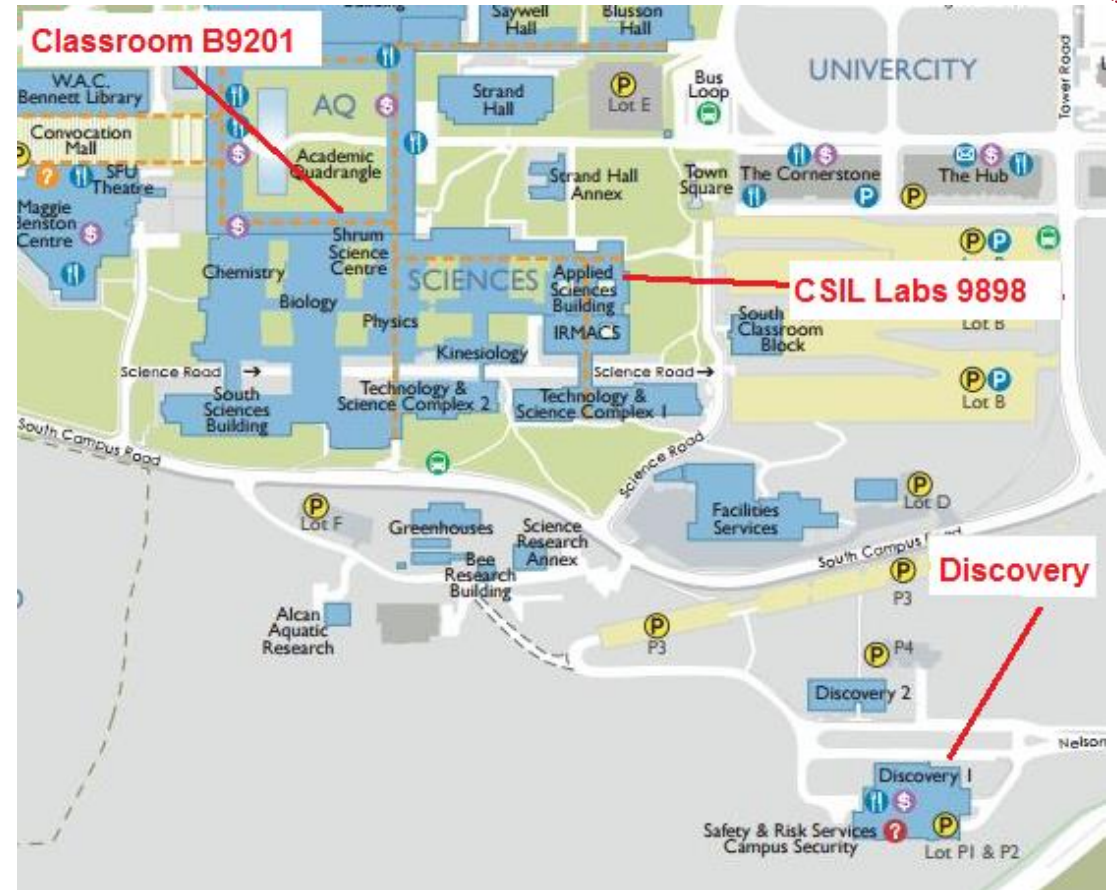 Building
Saywell
Hall
Blusson
Hall
Classroom B9201
W.A.C.
Bennett Library
AQ
Strand
Hall
P
Lot E
Bus
Loop
UNIVERCITY
Tower Road
Convocation
Mall
$
$
Academic
Quadrangle
P
?
SFU
Theatre
Strand Hall
Annex
Town
Square
The Cornerstone
$
The Hub
$
P
P
Maggie
Benston
Centre
$
$
Shrum
Science
Centre
Chemistry
SCIENCES
Applied
Sciences
Building
P P
CSIL Labs 9898
Biology
Physics
IRMACS
South
Classroom
Block
Lot B
Kinesiology
Science Road →
Science Road →
Technology &
Science Complex 2
Technology &
Science Complex 1
P P
Lot B
South
Sciences
Building
South Campus Road
Science Road
P
Lot F
Greenhouses
Science
Research
Annex
Facilities
Services
P
Lot D
Bee
Research
Building
South Campus
Discovery
P
P3
Alcan
Aquatic
Research
P
P3
P
P4
Discovery 2
Nelson
Discovery 1
$
Safety & Risk Services
Campus Security
?
P
Lot P1 & P2